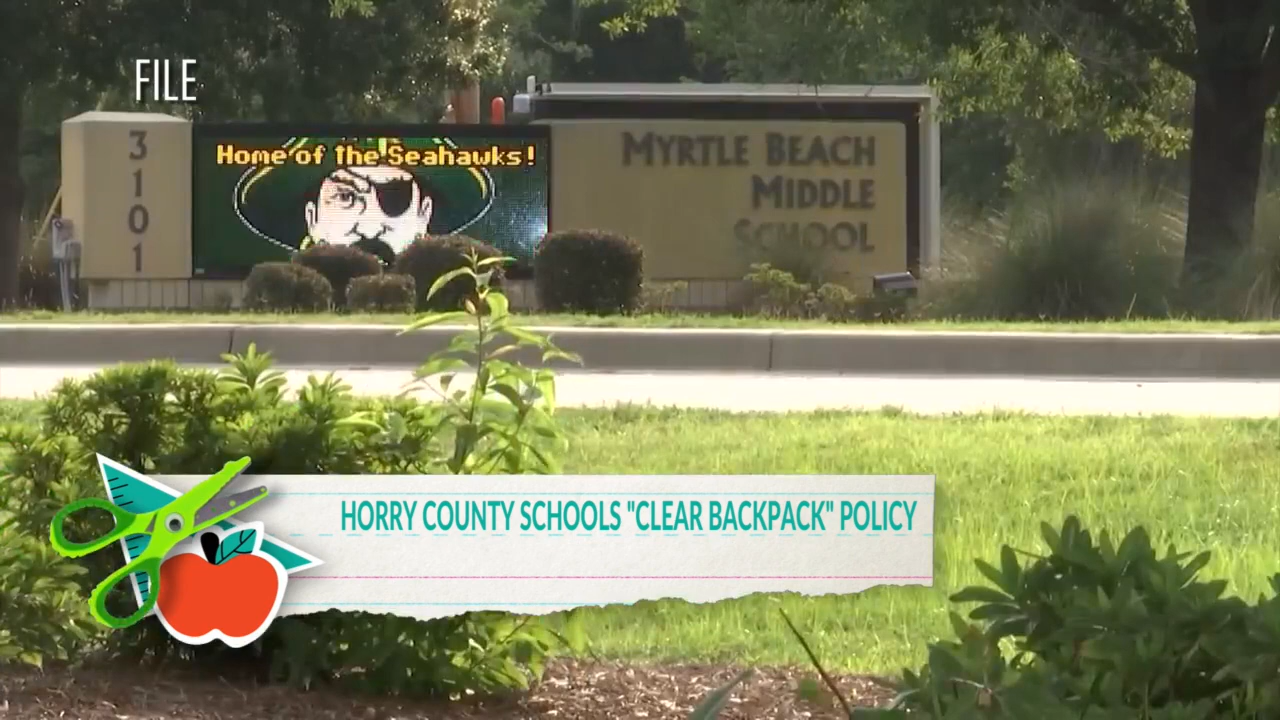 FILE
3101
Home of the Seahawks!
MYRTLE BEACH
MIDDLE
SCHOOL
HORRY COUNTY SCHOOLS "CLEAR BACKPACK" POLICY